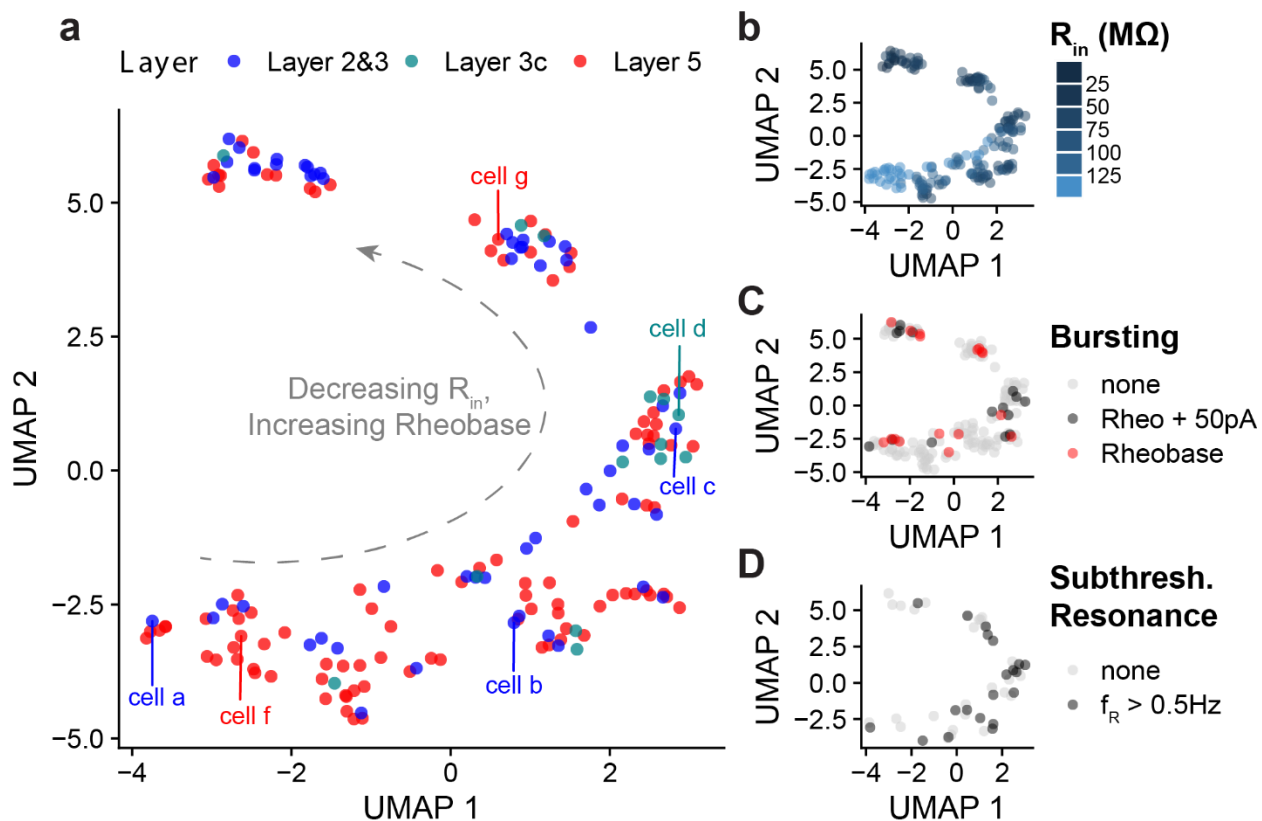 a
Layer Layer 2&3 Layer 3c Layer 5
UMAP 2
5.0
2.5
0.0
−2.5
−5.0
cell g
cell d
Decreasing Rin,
Increasing Rheobase
cell c
cell a
cell f
cell b
−4 −2 0 2
UMAP 1
b
UMAP 2
5.0
2.5
0.0
−2.5
−5.0
−4 −2 0 2
UMAP 1
Rin (MΩ)
25
50
75
100
125
C
UMAP 2
5.0
2.5
0.0
−2.5
−5.0
−4 −2 0 2
UMAP 1
Bursting
none
Rheo + 50pA
Rheobase
D
UMAP 2
5.0
2.5
0.0
−2.5
−4 −2 0 2
UMAP 1
Subthresh.
Resonance
none
fR > 0.5Hz